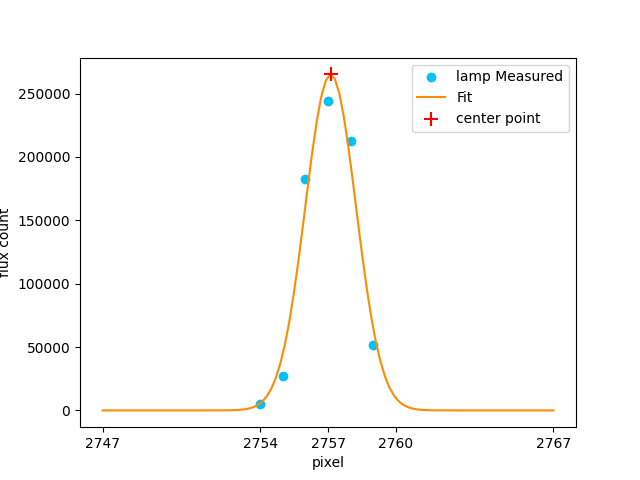 lamp Measured
Fit
center point
250000
200000
150000
100000
50000
0
flux count
2747 2754 2757 2760 2767
pixel